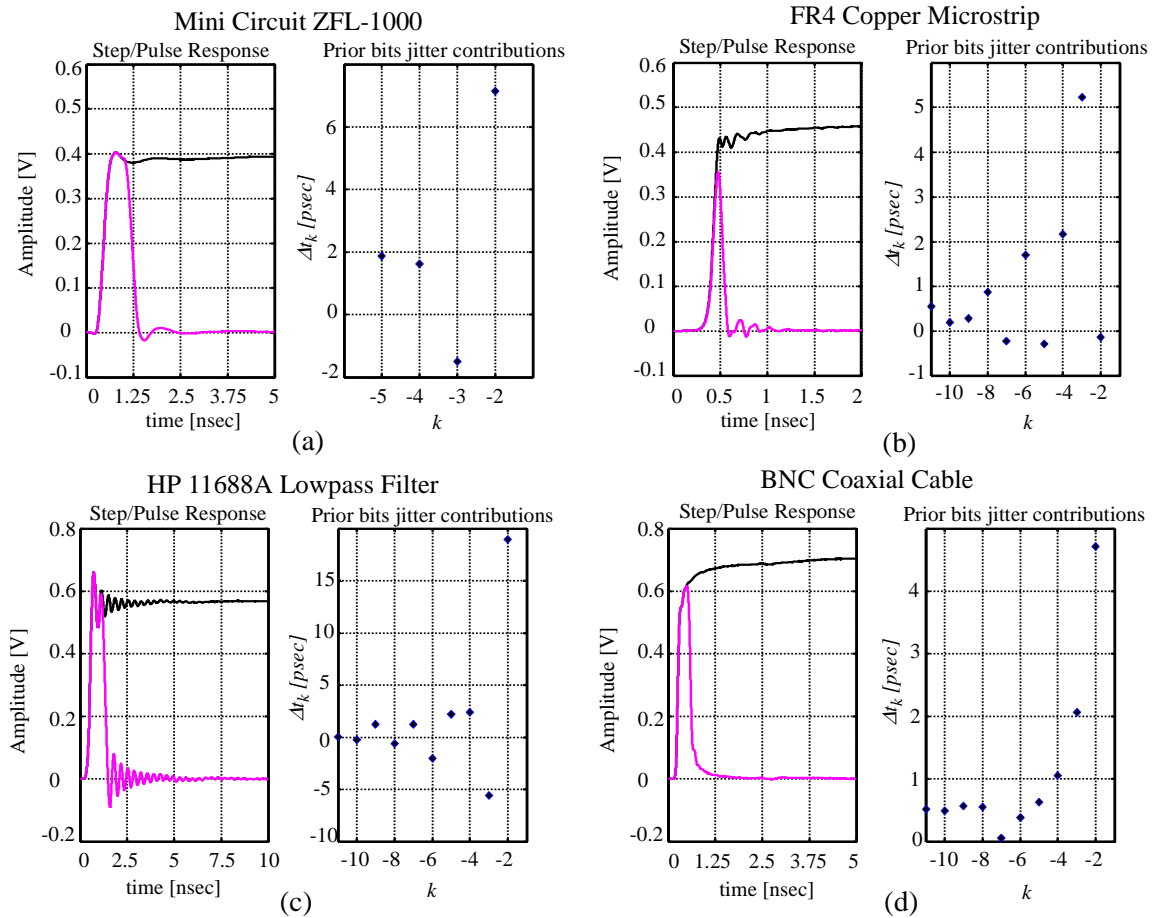 Mini Circuit ZFL-1000
Step/Pulse Response
Prior bits jitter contributions
0.6
0.5
0.4
0.3
0.2
0.1
0
-0.1
Amplitude [V]
0 1.25 2.5 3.75 5
time [nsec]
6
4
2
0
-2
Δt_k [psec]
-5 -4 -3 -2
k
(a)
FR4 Copper Microstrip
Step/Pulse Response
Prior bits jitter contributions
0.6
0.5
0.4
0.3
0.2
0.1
0
-0.1
Amplitude [V]
0 0.5 1 1.5 2
time [nsec]
6
5
4
3
2
1
0
-1
Δt_k [psec]
-10 -8 -6 -4 -2
k
(b)
HP 11688A Lowpass Filter
Step/Pulse Response
Prior bits jitter contributions
0.8
0.6
0.4
0.2
0
-0.2
Amplitude [V]
0 2.5 5 7.5 10
time [nsec]
15
10
5
0
-5
-10
Δt_k [psec]
-10 -8 -6 -4 -2
k
(c)
BNC Coaxial Cable
Step/Pulse Response
Prior bits jitter contributions
0.8
0.6
0.4
0.2
0
-0.2
Amplitude [V]
0 1.25 2.5 3.75 5
time [nsec]
5
4
3
2
1
0
Δt_k [psec]
-10 -8 -6 -4 -2
k
(d)